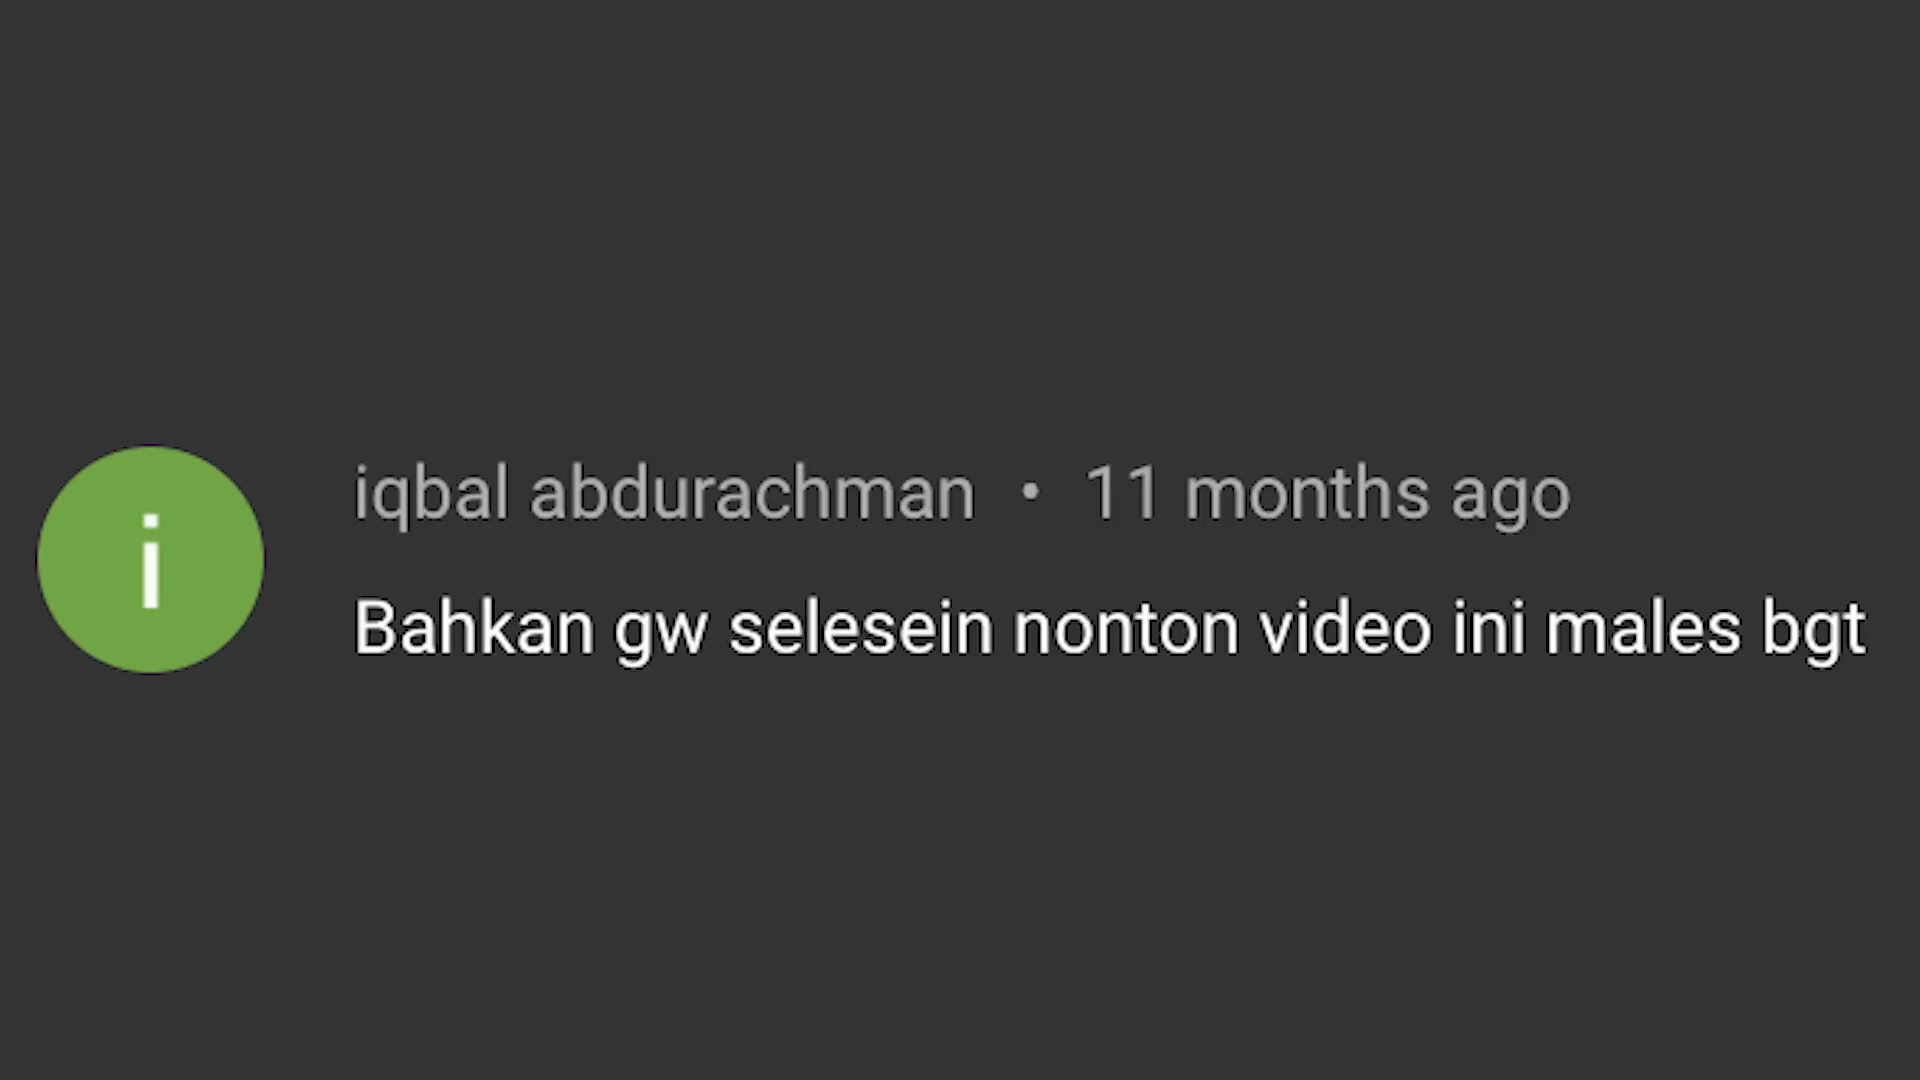 i
iqbal abdurachman • 11 months ago
Bahkan gw selesein nonton video ini males bgt